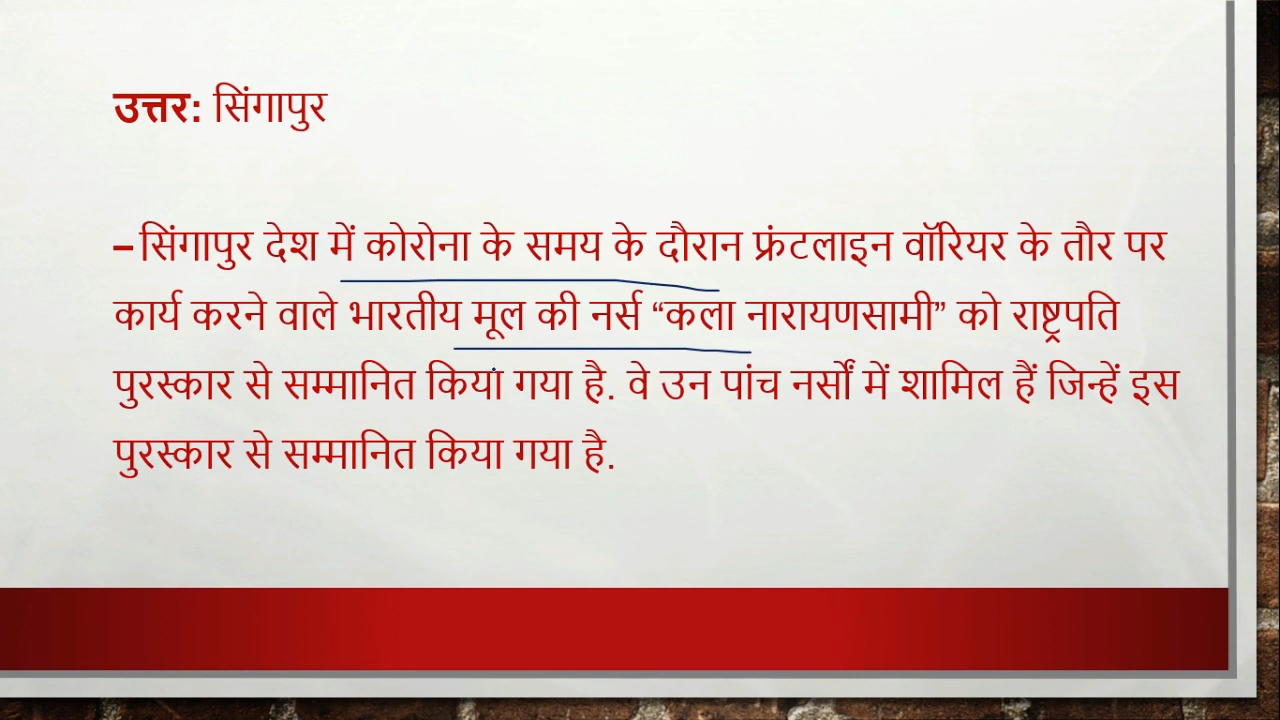 उत्तर: सिंगापुर
– सिंगापुर देश में कोरोना के समय के दौरान फ्रंटलाइन वॉरियर के तौर पर
कार्य करने वाले भारतीय मूल की नर्स “कला नारायणसामी” को राष्ट्रपति
पुरस्कार से सम्मानित किया गया है. वे उन पांच नर्सों में शामिल हैं जिन्हें इस
पुरस्कार से सम्मानित किया गया है.